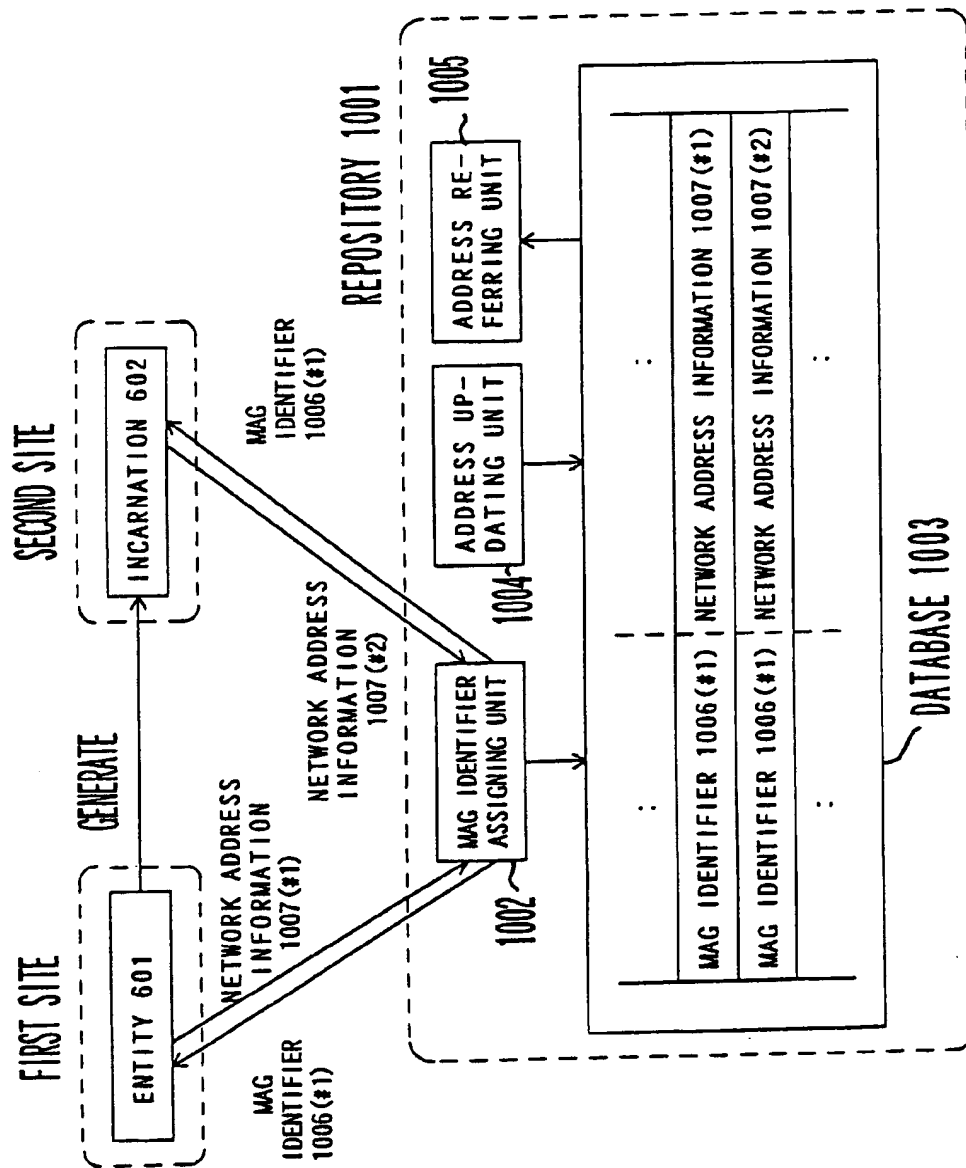 FIRST SITE
ENTITY 601
GENERATE
SECOND SITE
INCARNATION 602
MAG
IDENTIFIER
1006(#1)
NETWORK ADDRESS
INFORMATION
1007(#1)
NETWORK ADDRESS
INFORMATION
1007(#2)
MAG
IDENTIFIER
1006(#1)
REPOSITORY 1001
MAG IDENTIFIER
ASSIGNING UNIT
1002
ADDRESS UP-
DATING UNIT
1004
ADDRESS RE-
FERRING UNIT
1005
:
:
MAG IDENTIFIER 1006(#1)
NETWORK ADDRESS INFORMATION 1007(#1)
MAG IDENTIFIER 1006(#1)
NETWORK ADDRESS INFORMATION 1007(#2)
:
:
DATABASE 1003